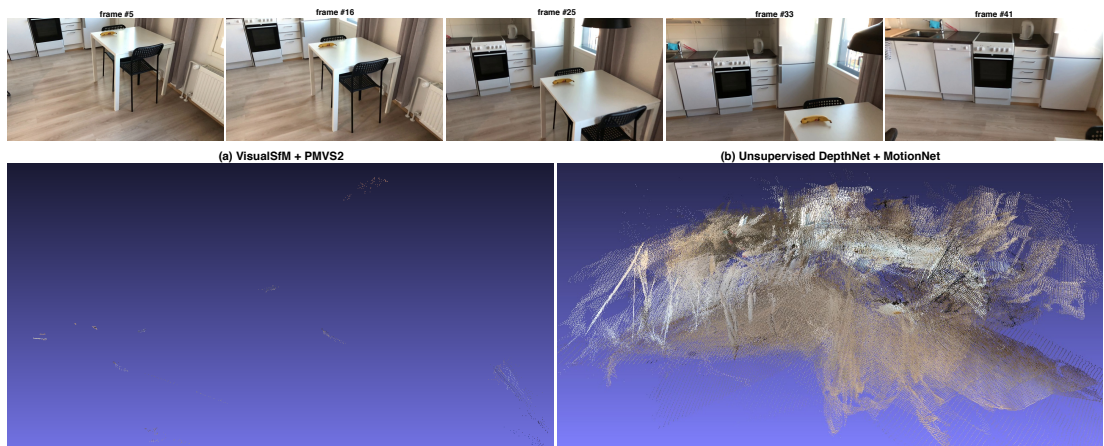 frame #5
frame #16
frame #25
frame #33
frame #41
(a) VisualSfM + PMVS2
(b) Unsupervised DepthNet + MotionNet